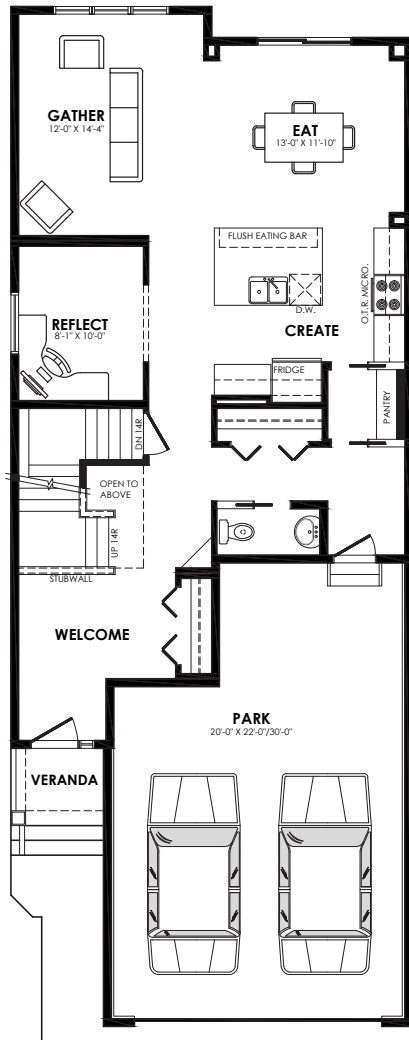 GATHER
12'-0" X 14'-4"
EAT
13'-0" X 11'-10"
FLUSH EATING BAR
O.T.R. MICRO.
D.W.
CREATE
REFLECT
8'-1" X 10'-0"
FRIDGE
PANTRY
DN 14R
OPEN TO
ABOVE
UP 14R
STUBWALL
WELCOME
PARK
20'-0" X 22'-0"/30'-0"
VERANDA